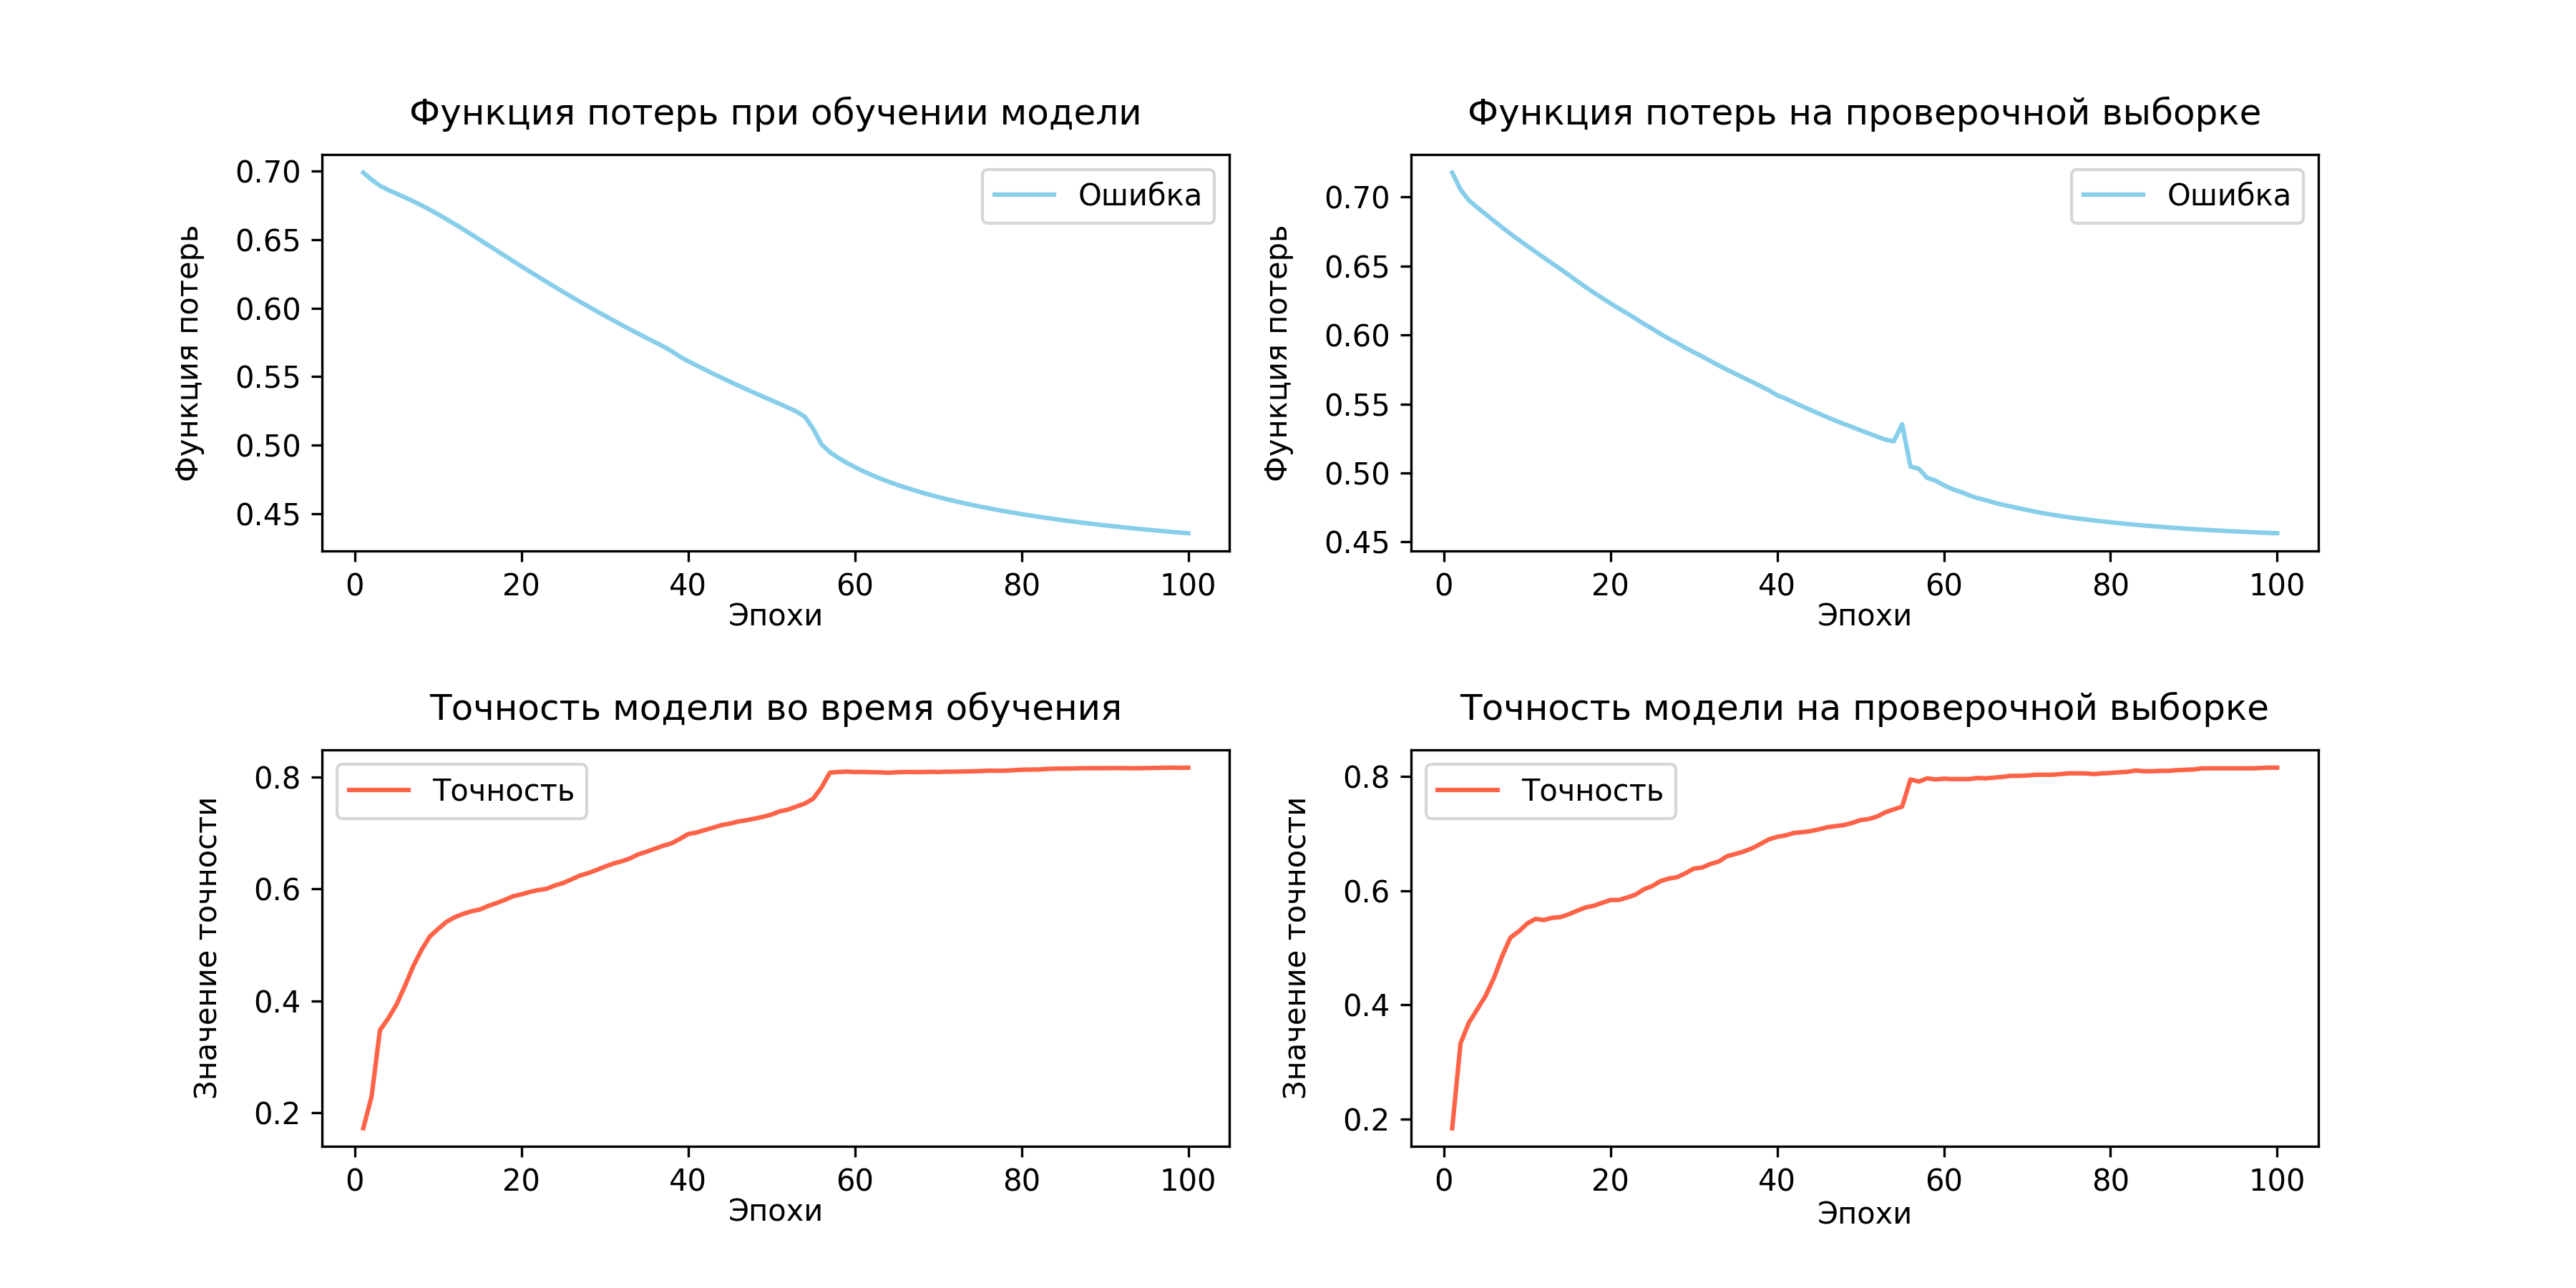 Функция потерь при обучении модели
0.70
0.65
0.60
0.55
0.50
0.45
Функция потерь
Ошибка
0 20 40 60 80 100
Эпохи
Функция потерь на проверочной выборке
0.70
0.65
0.60
0.55
0.50
0.45
Функция потерь
Ошибка
0 20 40 60 80 100
Эпохи
Точность модели во время обучения
0.8
0.6
0.4
0.2
Значение точности
Точность
0 20 40 60 80 100
Эпохи
Точность модели на проверочной выборке
0.8
0.6
0.4
0.2
Значение точности
Точность
0 20 40 60 80 100
Эпохи